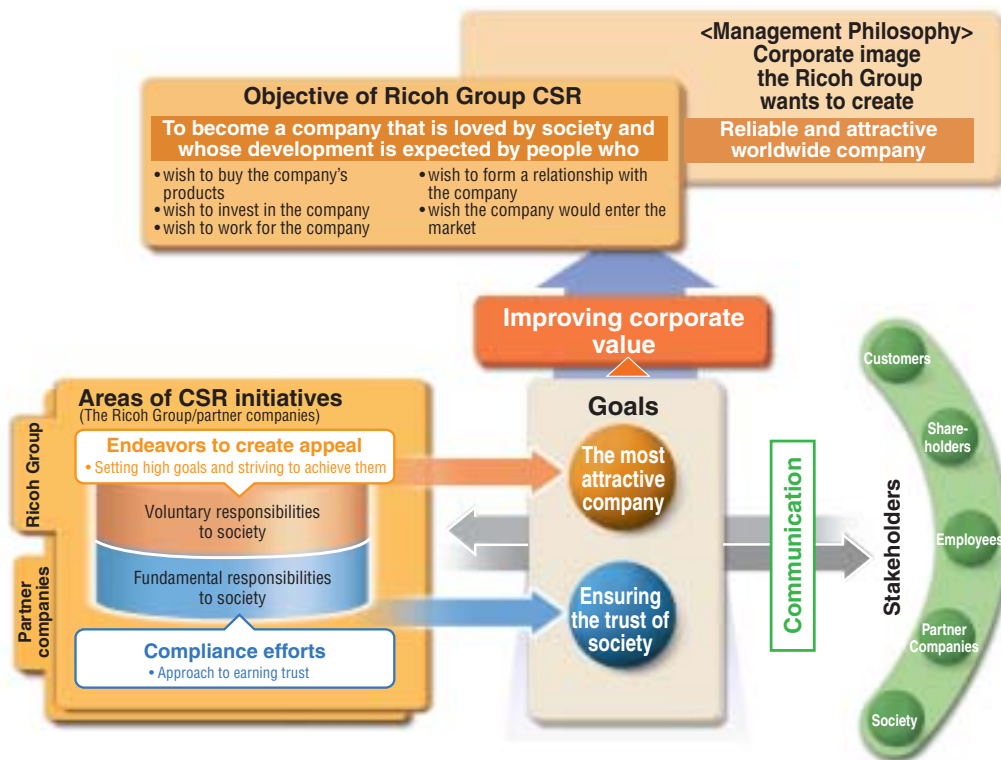 <Management Philosophy>
Corporate image
the Ricoh Group
wants to create
Reliable and attractive
worldwide company
Objective of Ricoh Group CSR
To become a company that is loved by society and
whose development is expected by people who
• wish to buy the company's
products
• wish to invest in the company
• wish to work for the company
• wish to form a relationship with
the company
• wish the company would enter the
market
Improving corporate
value
Areas of CSR initiatives
(The Ricoh Group/partner companies)
Ricoh Group
Partner
companies
Endeavors to create appeal
• Setting high goals and striving to achieve them
Voluntary responsibilities
to society
Fundamental responsibilities
to society
Compliance efforts
• Approach to earning trust
Goals
The most
attractive
company
Ensuring
the trust of
society
Communication
Stakeholders
Customers
Share-
holders
Employees
Partner
Companies
Society